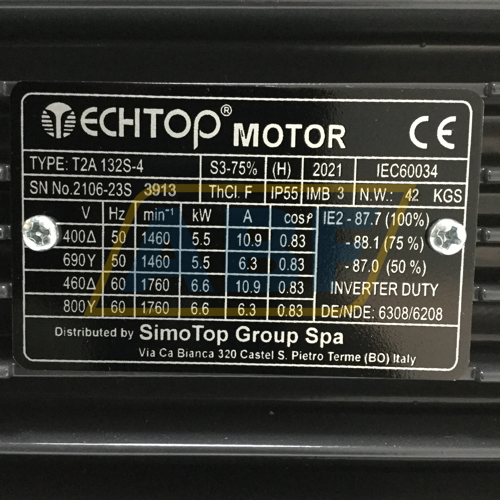 TECHTOP® MOTOR CE
TYPE: T2A 132S-4 S3-75% (H) 2021 IEC60034
SN No.2106-23S 3913 ThCl. F IP55 IMB 3 N.W.: 42 KGS
V Hz min⁻¹ kW A cosφ IE2 - 87.7 (100%)
400Δ 50 1460 5.5 10.9 0.83 - 88.1 (75 %)
690Y 50 1460 5.5 6.3 0.83 - 87.0 (50 %)
460Δ 60 1760 6.6 10.9 0.83 INVERTER DUTY
800Y 60 1760 6.6 6.3 0.83 DE/NDE: 6308/6208
Distributed by SimoTop Group Spa
Via Ca Bianca 320 Castel S. Pietro Terme (BO) Italy